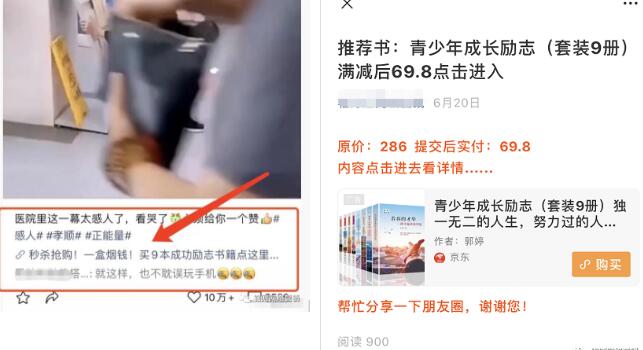 医院里这一幕太感人了，看哭了
须给你一个赞👍#
感人# #孝顺# #正能量#
秒杀抢购！一盒烟钱！买9本成功励志书籍点这里...
塔...: 就这样，也不耽误玩手机
10万+
推荐书：青少年成长励志（套装9册）
满减后69.8点击进入
6月20日
原价：286 提交后实付：69.8
内容点击进去看详情......
青少年成长励志（套装9册）独
一无二的人生，努力过的人...
作者：郭婷
京东
购买
帮忙分享一下朋友圈，谢谢您！
阅读 900